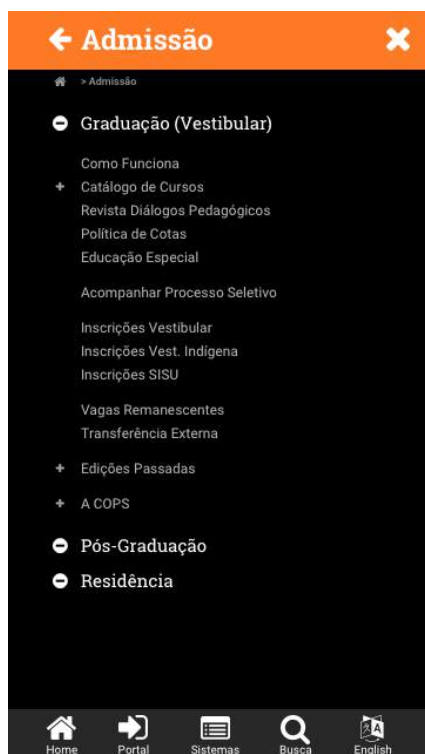 Admissão
> Admissão
Graduação (Vestibular)
Como Funciona
+ Catálogo de Cursos
Revista Diálogos Pedagógicos
Política de Cotas
Educação Especial
Acompanhar Processo Seletivo
Inscrições Vestibular
Inscrições Vest. Indígena
Inscrições SISU
Vagas Remanescentes
Transferência Externa
+ Edições Passadas
+ A COPS
Pós-Graduação
Residência
Home Portal Sistemas Busca English